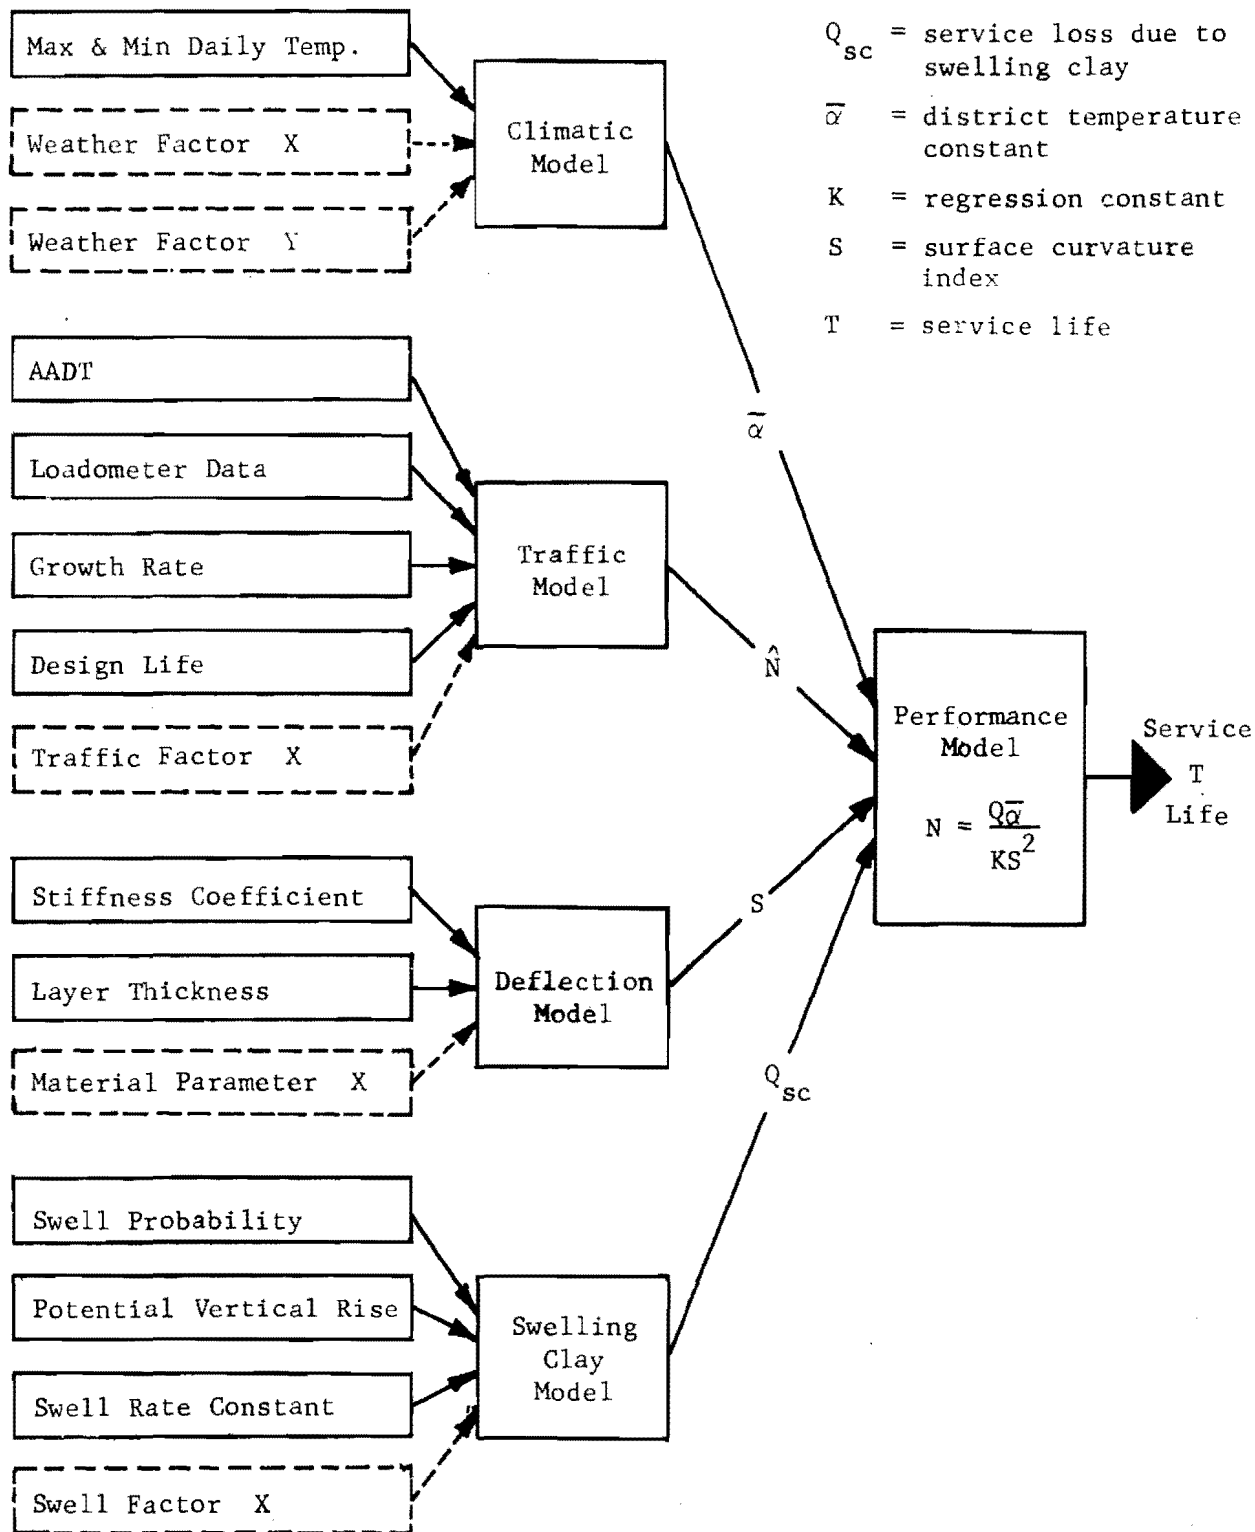 Max & Min Daily Temp.
Weather Factor X
Weather Factor Y
Climatic
Model
Q_sc = service loss due to
swelling clay
ᾱ = district temperature
constant
K = regression constant
S = surface curvature
index
T = service life
AADT
Loadometer Data
Growth Rate
Design Life
Traffic Factor X
Traffic
Model
Stiffness Coefficient
Layer Thickness
Material Parameter X
Deflection
Model
Swell Probability
Potential Vertical Rise
Swell Rate Constant
Swell Factor X
Swelling
Clay
Model
ᾱ
N̂
S
Q_sc
Performance
Model
N = Qᾱ / KS²
Service
T
Life